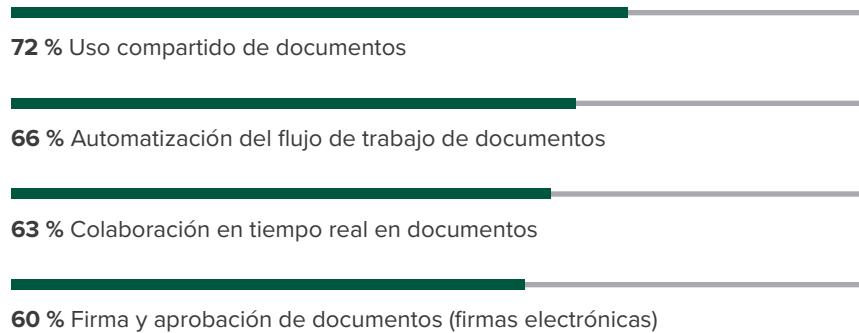 72 % Uso compartido de documentos
66 % Automatización del flujo de trabajo de documentos
63 % Colaboración en tiempo real en documentos
60 % Firma y aprobación de documentos (firmas electrónicas)